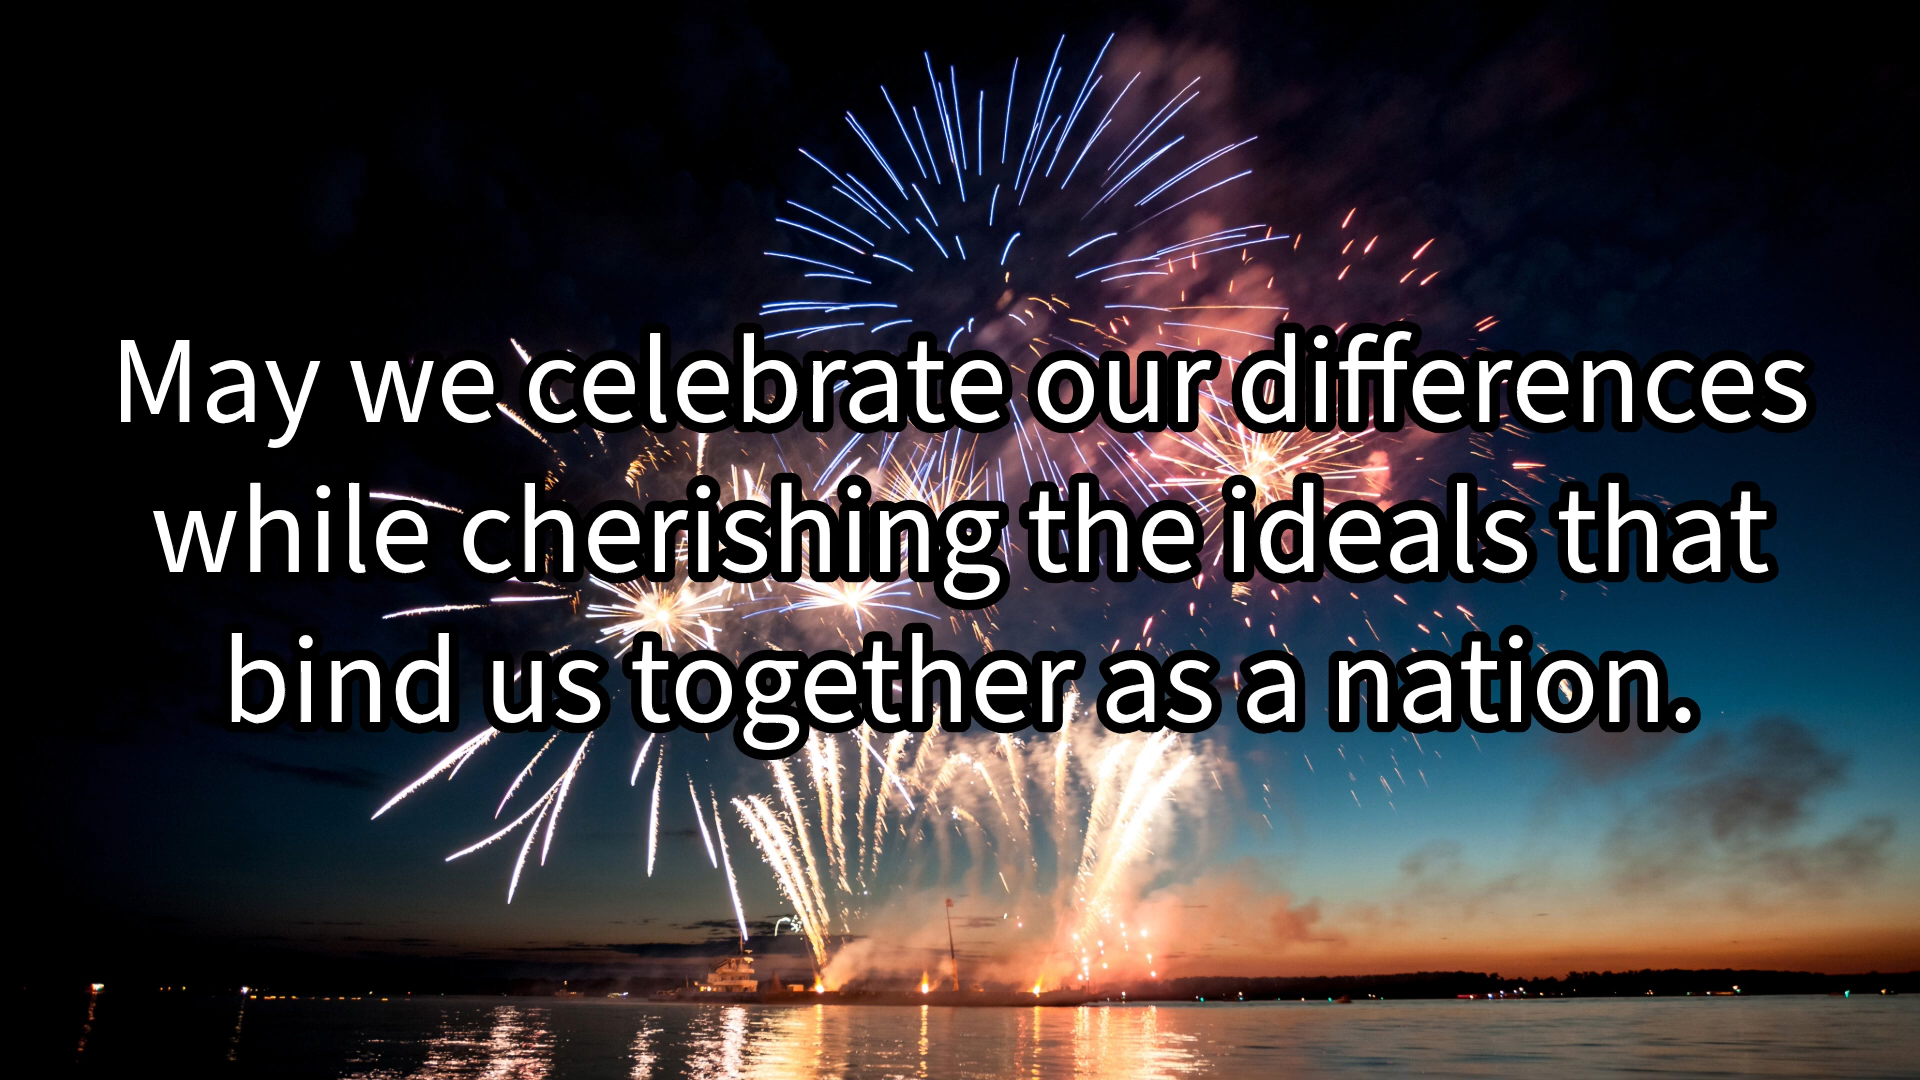 May we celebrate our differences
while cherishing the ideals that
bind us together as a nation.